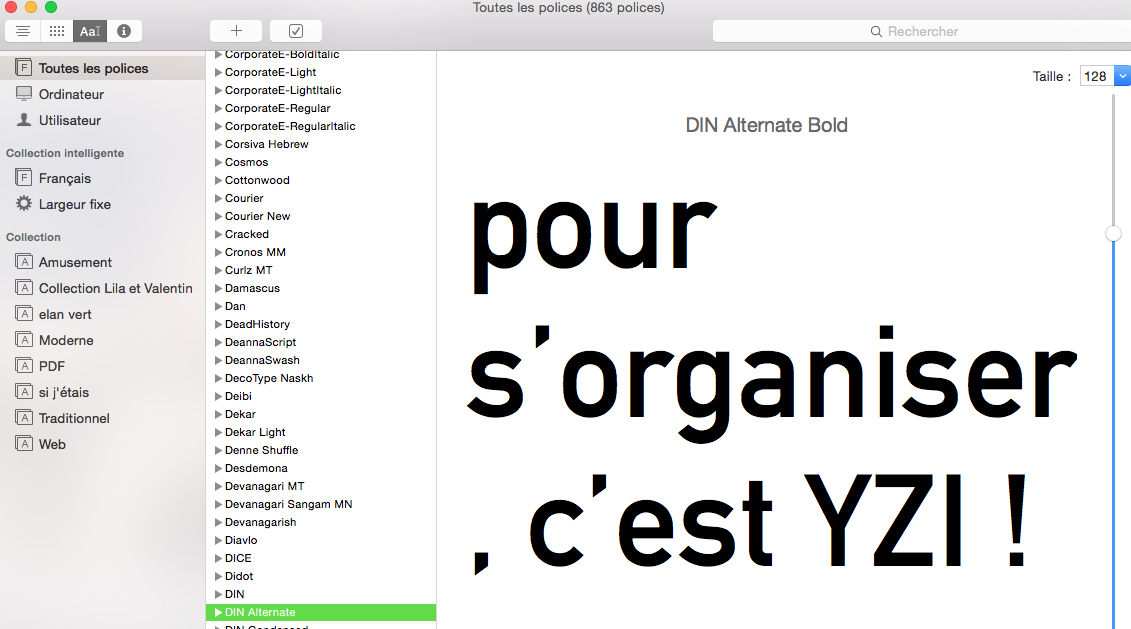 Toutes les polices (863 polices)
Aa
Rechercher
Toutes les polices
Ordinateur
Utilisateur
Collection intelligente
Français
Largeur fixe
Collection
Amusement
Collection Lila et Valentin
elan vert
Moderne
PDF
si j'étais
Traditionnel
Web
CorporateE-BoldItalic
CorporateE-Light
CorporateE-LightItalic
CorporateE-Regular
CorporateE-RegularItalic
Corsiva Hebrew
Cosmos
Cottonwood
Courier
Courier New
Cracked
Cronos MM
Curlz MT
Damascus
Dan
DeadHistory
DeannaScript
DeannaSwash
DecoType Naskh
Deibi
Dekar
Dekar Light
Denne Shuffle
Desdemona
Devanagari MT
Devanagari Sangam MN
Devanagarish
Diavlo
DICE
Didot
DIN
DIN Alternate
DIN Condensed
Taille : 128
DIN Alternate Bold
pour
s’organiser
, c’est YZI !